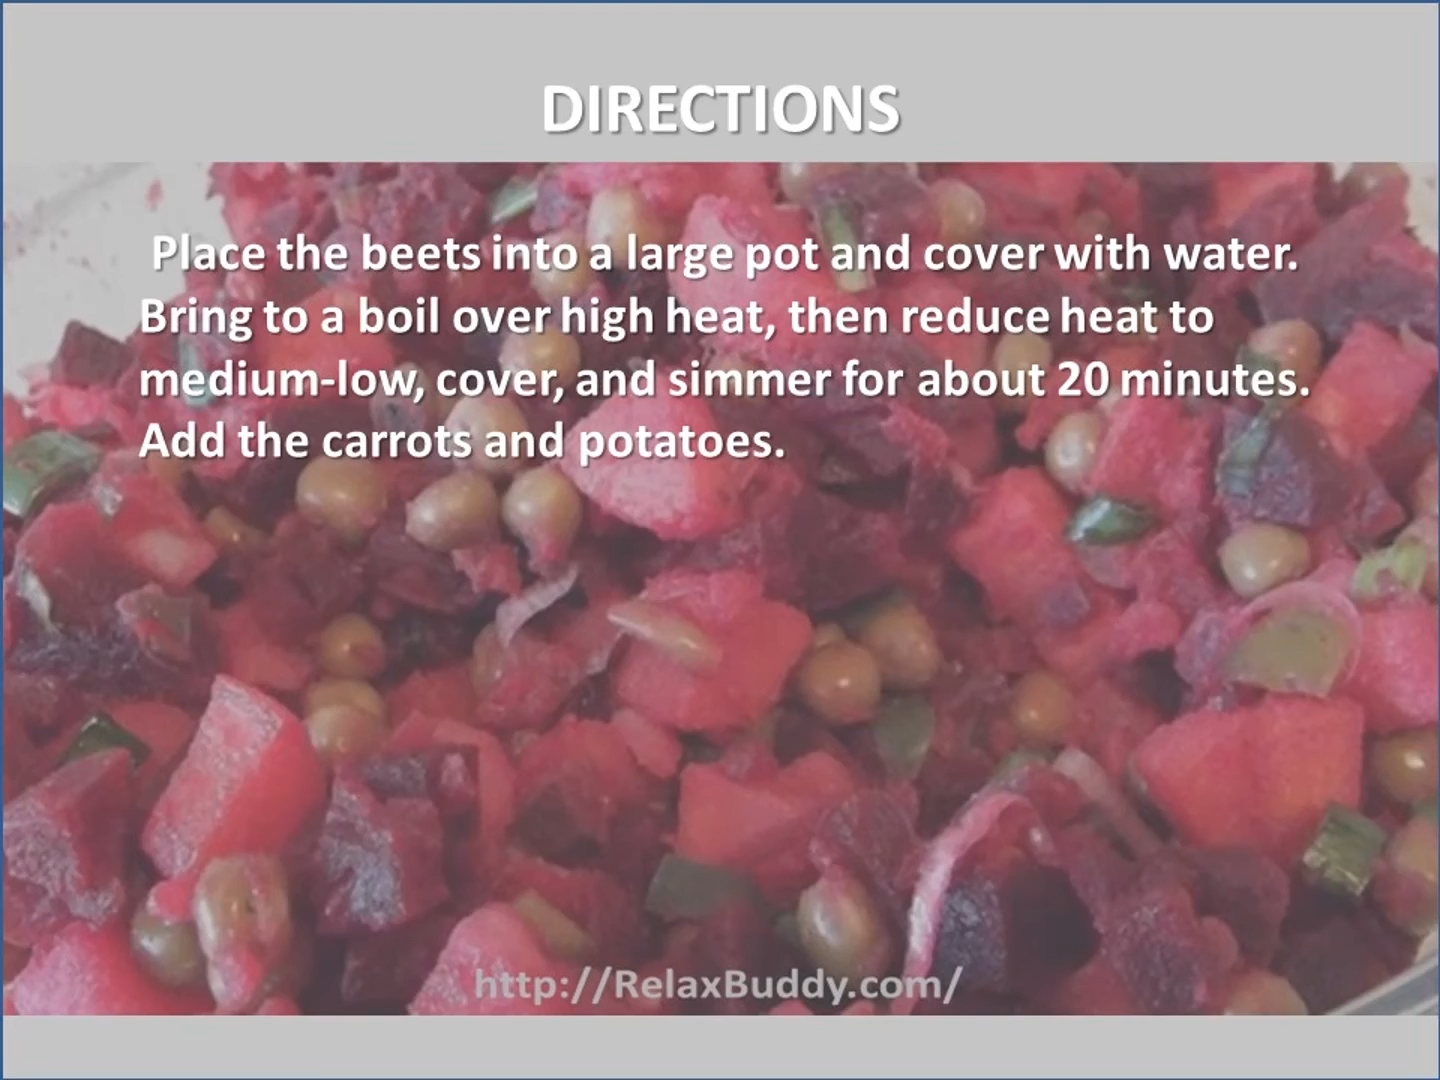 DIRECTIONS
Place the beets into a large pot and cover with water.
Bring to a boil over high heat, then reduce heat to
medium-low, cover, and simmer for about 20 minutes.
Add the carrots and potatoes.
http://RelaxBuddy.com/